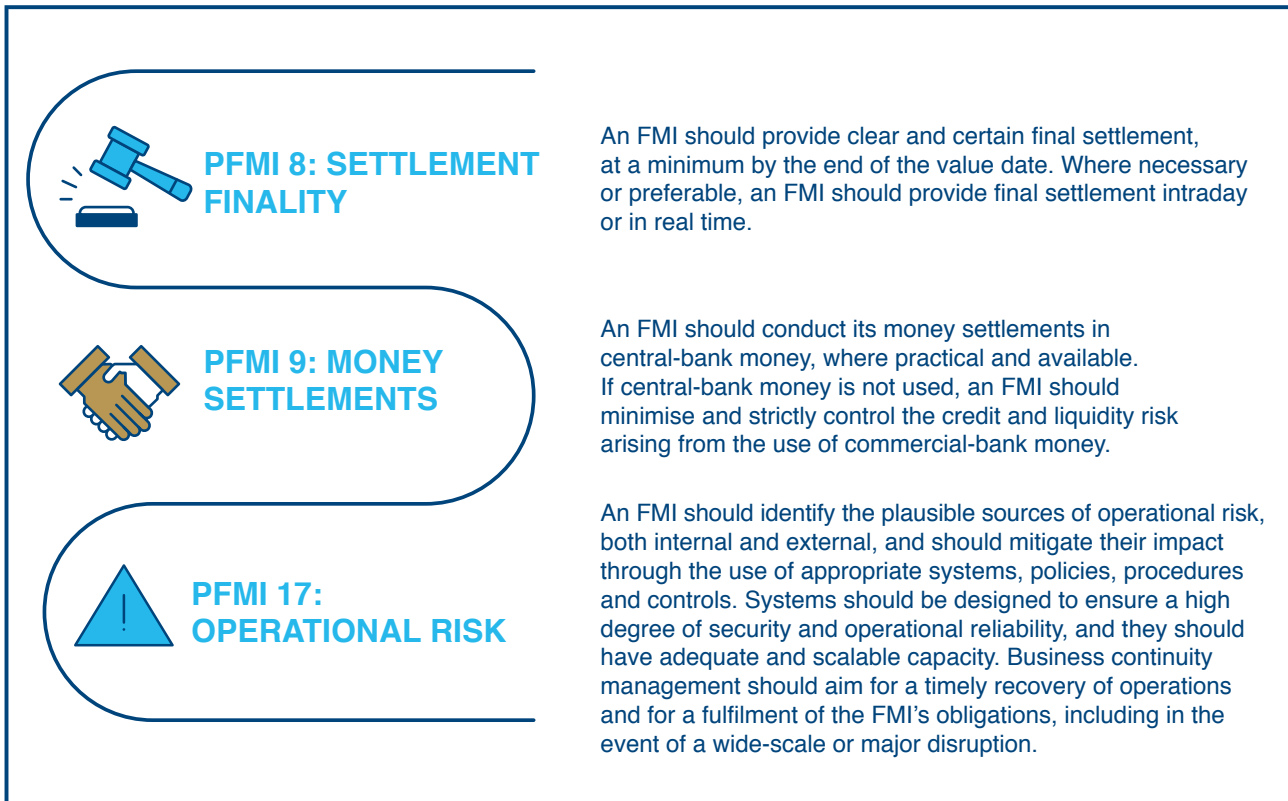 PFMI 8: SETTLEMENT
FINALITY
An FMI should provide clear and certain final settlement,
at a minimum by the end of the value date. Where necessary
or preferable, an FMI should provide final settlement intraday
or in real time.
PFMI 9: MONEY
SETTLEMENTS
An FMI should conduct its money settlements in
central-bank money, where practical and available.
If central-bank money is not used, an FMI should
minimise and strictly control the credit and liquidity risk
arising from the use of commercial-bank money.
PFMI 17:
OPERATIONAL RISK
An FMI should identify the plausible sources of operational risk,
both internal and external, and should mitigate their impact
through the use of appropriate systems, policies, procedures
and controls. Systems should be designed to ensure a high
degree of security and operational reliability, and they should
have adequate and scalable capacity. Business continuity
management should aim for a timely recovery of operations
and for a fulfilment of the FMI’s obligations, including in the
event of a wide-scale or major disruption.